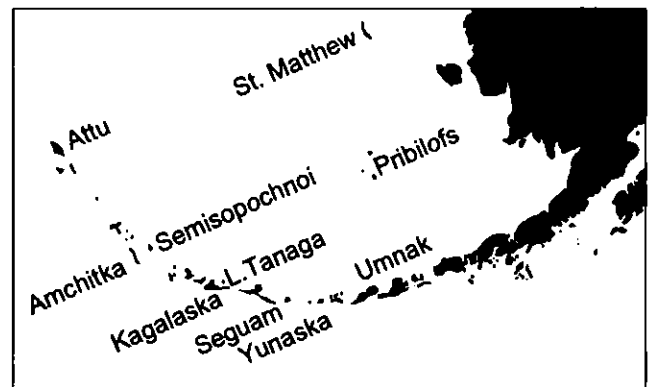 St. Matthew
Attu
Pribilofs
Semisopochnoi
Amchitka
L.Tanaga
Umnak
Kagalaska
Seguam
Yunaska